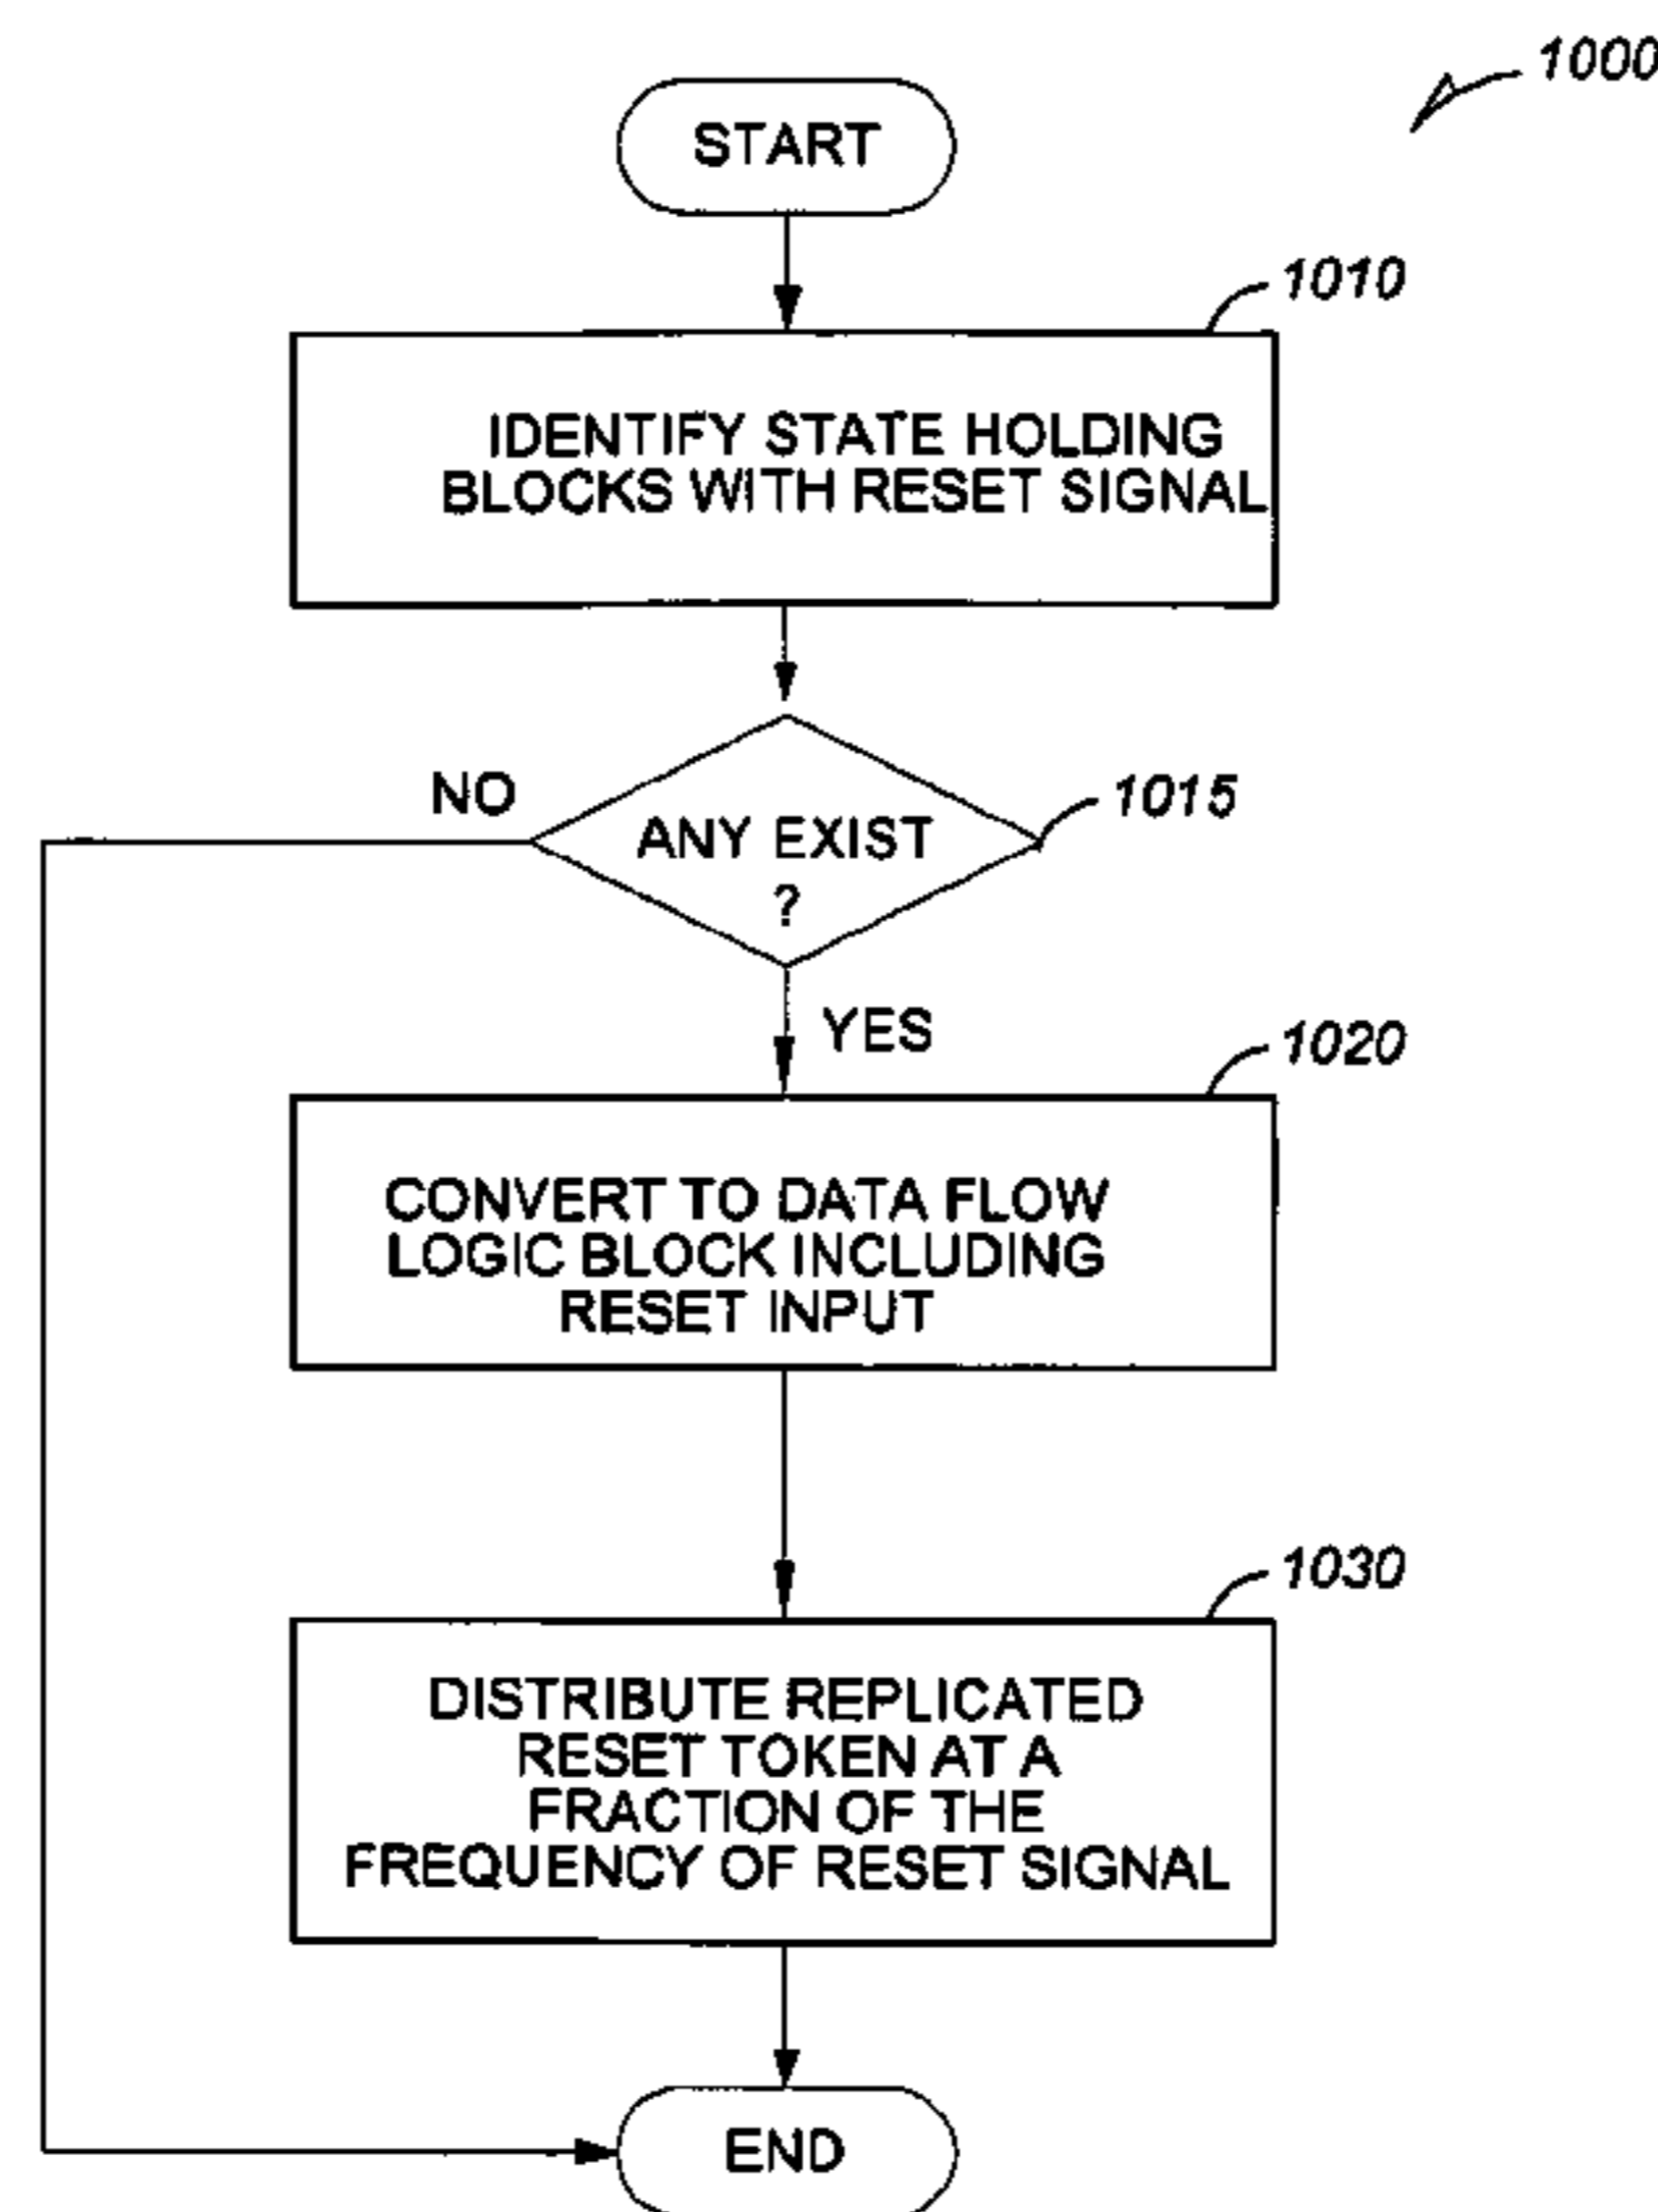 1000
START
1010
IDENTIFY STATE HOLDING
BLOCKS WITH RESET SIGNAL
NO
1015
ANY EXIST
?
YES
1020
CONVERT TO DATA FLOW
LOGIC BLOCK INCLUDING
RESET INPUT
1030
DISTRIBUTE REPLICATED
RESET TOKEN AT A
FRACTION OF THE
FREQUENCY OF RESET SIGNAL
END